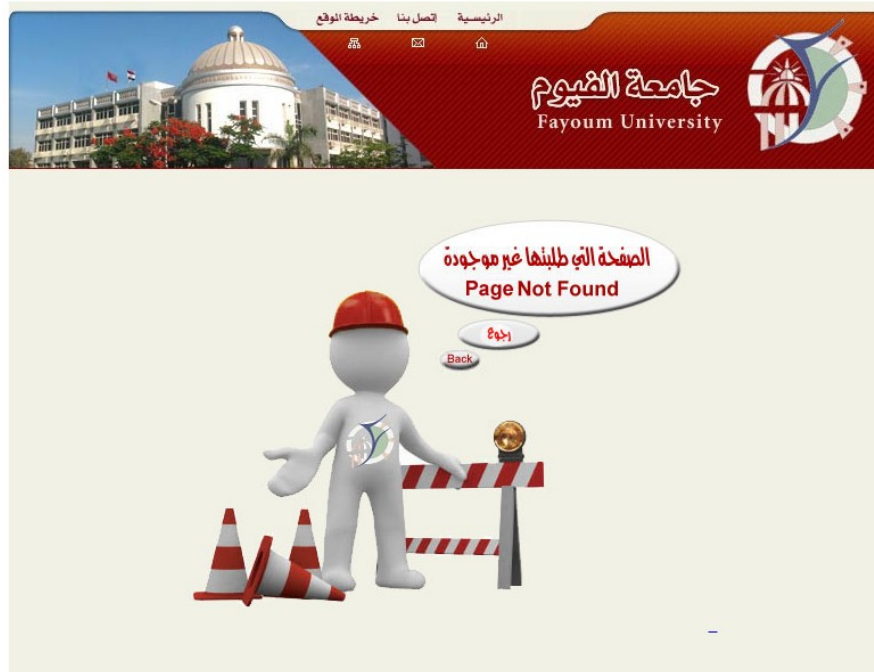 الرئيسية إتصل بنا خريطة الموقع
جامعة الفيوم
Fayoum University
الصفحة التي طلبتها غير موجودة
Page Not Found
رجوع
Back